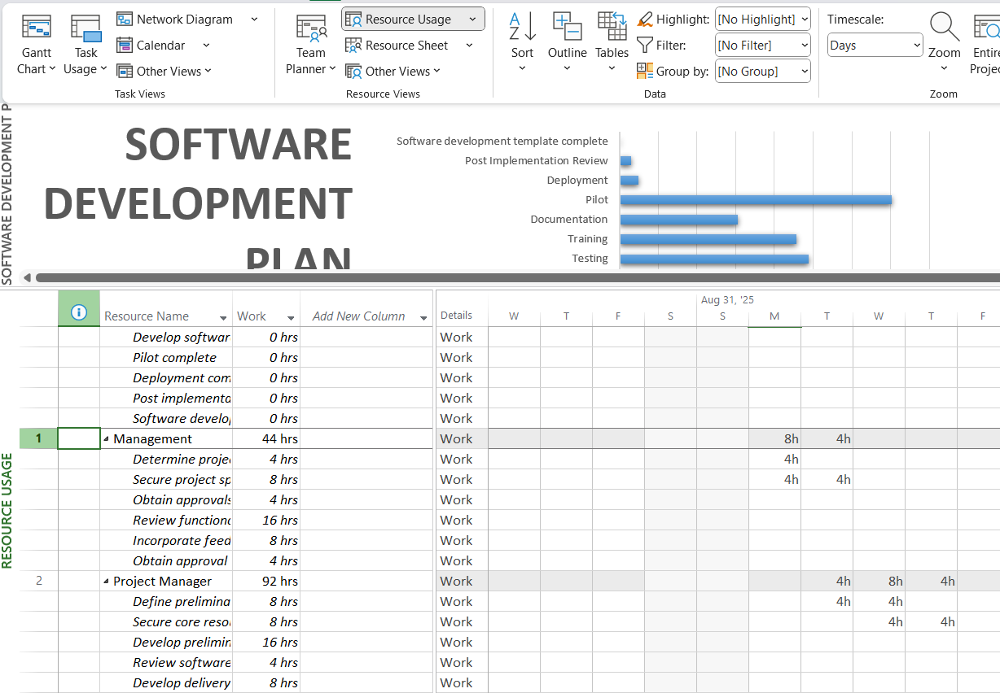 Gantt Chart
Task Usage
Network Diagram
Calendar
Other Views
Task Views
Team Planner
Resource Usage
Resource Sheet
Other Views
Resource Views
A
Z
Sort
Outline
Tables
Highlight: [No Highlight]
Filter: [No Filter]
Group by: [No Group]
Data
Timescale:
Days
Zoom
Entire
Project
Zoom
SOFTWARE DEVELOPMENT P
SOFTWARE
DEVELOPMENT
PLAN
Software development template complete
Post Implementation Review
Deployment
Pilot
Documentation
Training
Testing
RESOURCE USAGE
Resource Name Work Add New Column Details
Aug 31, '25
W T F S S M T W T F
Develop softwar 0 hrs Work
Pilot complete 0 hrs Work
Deployment com 0 hrs Work
Post implementa 0 hrs Work
Software develop 0 hrs Work
1 Management 44 hrs Work 8h 4h
Determine projec 4 hrs Work 4h
Secure project sp 8 hrs Work 4h 4h
Obtain approvals 4 hrs Work
Review function 16 hrs Work
Incorporate feed 8 hrs Work
Obtain approval 4 hrs Work
2 Project Manager 92 hrs Work 4h 8h 4h
Define prelimina 8 hrs Work 4h 4h
Secure core reso 8 hrs Work 4h 4h
Develop prelimin 16 hrs Work
Review software 4 hrs Work
Develop delivery 8 hrs Work